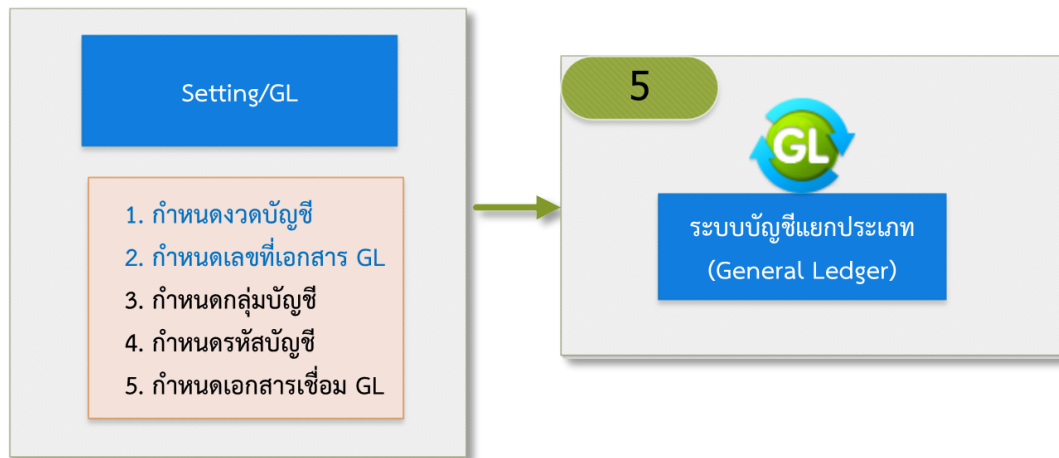 Setting/GL
1. กำหนดงวดบัญชี
2. กำหนดเลขที่เอกสาร GL
3. กำหนดกลุ่มบัญชี
4. กำหนดรหัสบัญชี
5. กำหนดเอกสารเชื่อม GL
5
GL
ระบบบัญชีแยกประเภท
(General Ledger)